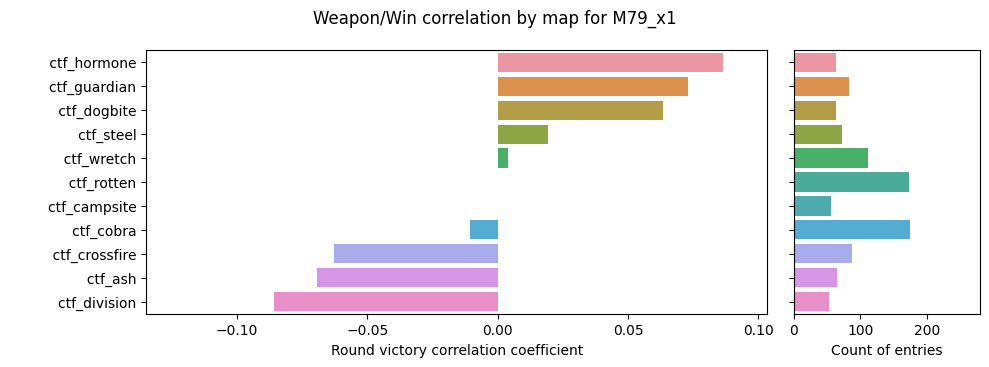 Weapon/Win correlation by map for M79_x1
ctf_hormone
ctf_guardian
ctf_dogbite
ctf_steel
ctf_wretch
ctf_rotten
ctf_campsite
ctf_cobra
ctf_crossfire
ctf_ash
ctf_division
−0.10 −0.05 0.00 0.05 0.10
Round victory correlation coefficient
0 100 200
Count of entries